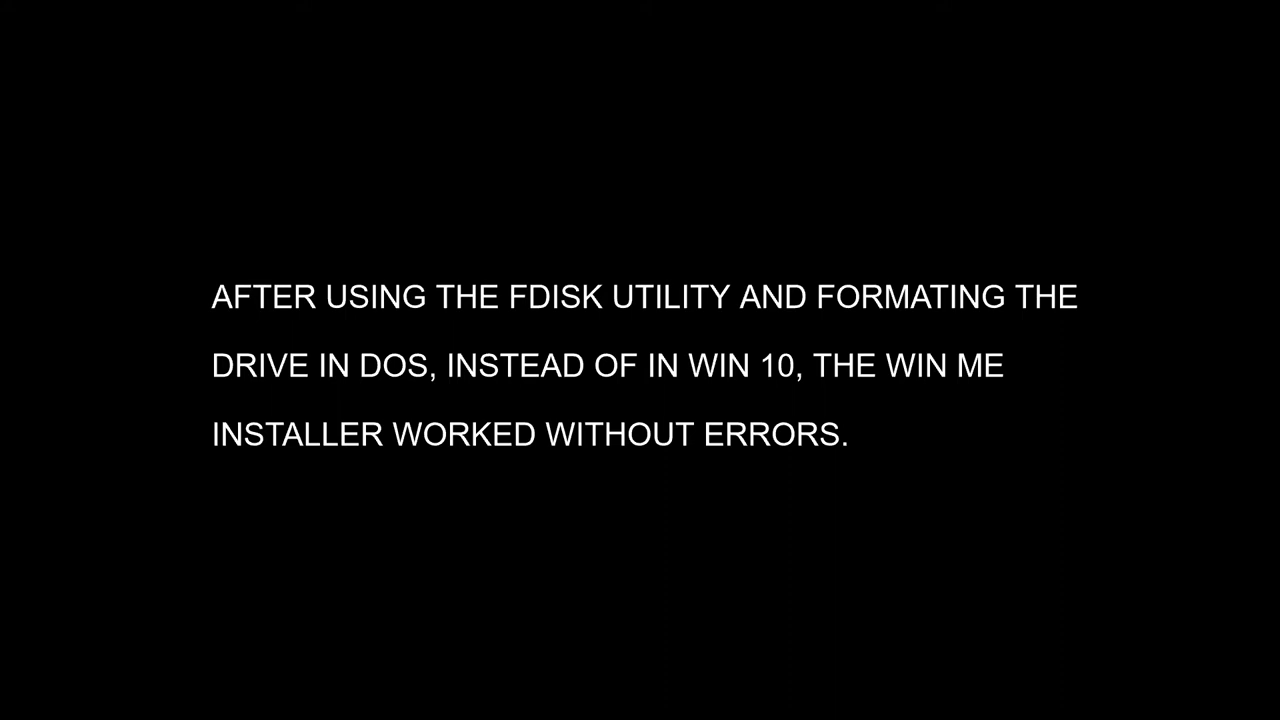 AFTER USING THE FDISK UTILITY AND FORMATING THE
DRIVE IN DOS, INSTEAD OF IN WIN 10, THE WIN ME
INSTALLER WORKED WITHOUT ERRORS.